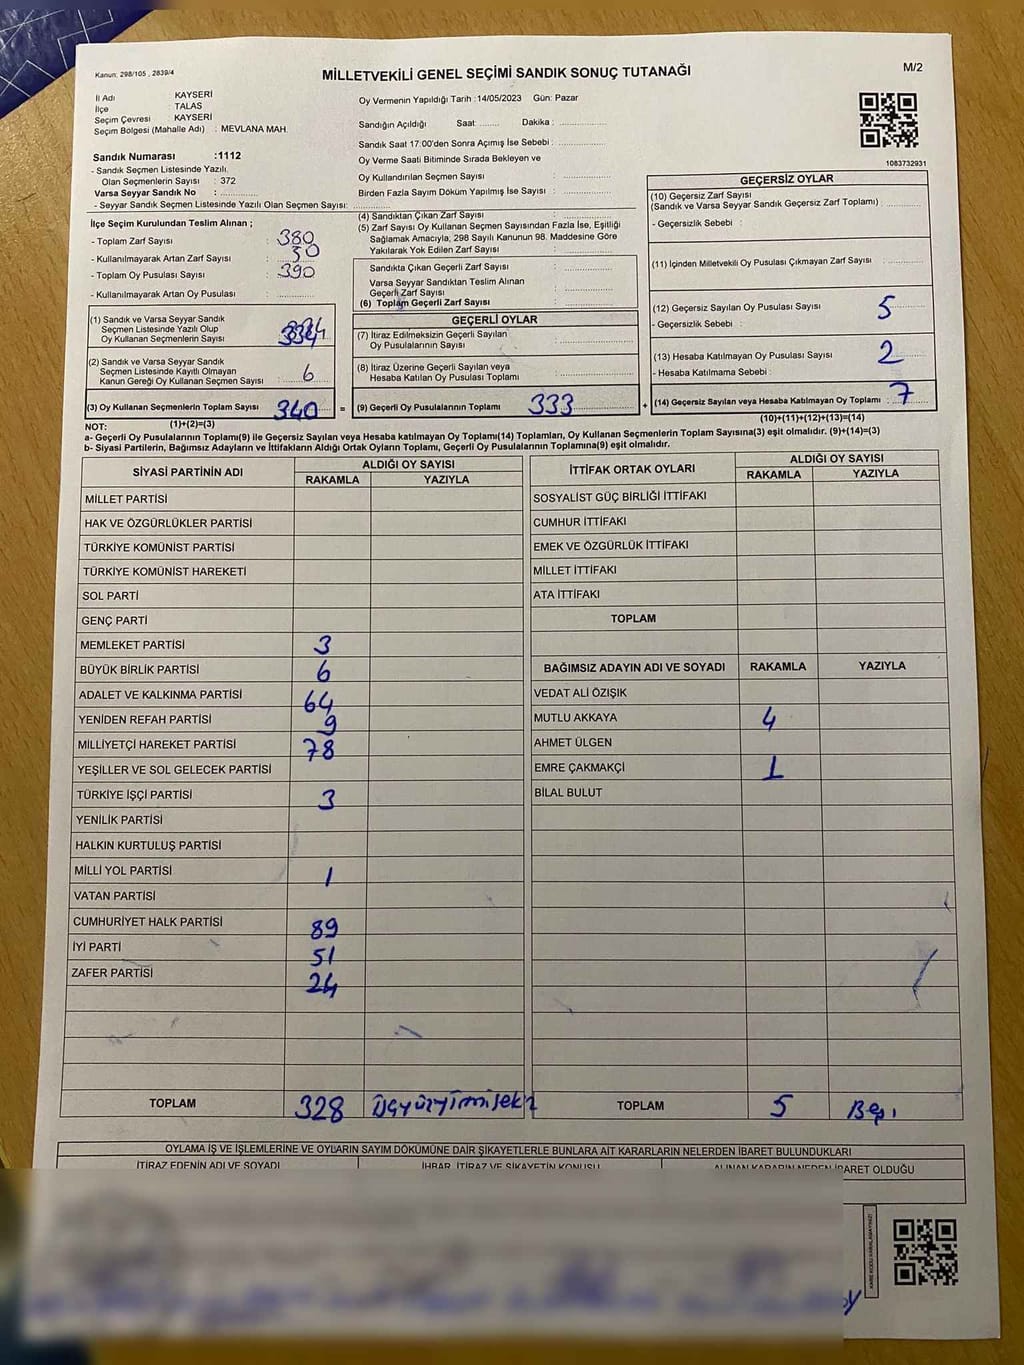 Kanun: 298/105 , 2839/4
MİLLETVEKİLİ GENEL SEÇİMİ SANDIK SONUÇ TUTANAĞI
M/2
İl Adı KAYSERİ
İlçe : TALAS
Seçim Çevresi : KAYSERİ
Seçim Bölgesi (Mahalle Adı) : MEVLANA MAH.
Sandık Numarası :1112
- Sandık Seçmen Listesinde Yazılı
Olan Seçmenlerin Sayısı : 372
Varsa Seyyar Sandık No : ..............
- Seyyar Sandık Seçmen Listesinde Yazılı Olan Seçmen Sayısı: ..............
Oy Vermenin Yapıldığı Tarih :14/05/2023 Gün: Pazar
Sandığın Açıldığı Saat: ........ Dakika : ..............
Sandık Saat 17:00'den Sonra Açımış İse Sebebi : ..............
Oy Verme Saati Bitiminde Sırada Bekleyen ve
Oy Kullandırılan Seçmen Sayısı : ..............
Birden Fazla Sayım Döküm Yapılmış İse Sayısı : ..............
1083732931
İlçe Seçim Kurulundan Teslim Alınan ;
- Toplam Zarf Sayısı : 380
- Kullanılmayarak Artan Zarf Sayısı : 50
- Toplam Oy Pusulası Sayısı : 390
- Kullanılmayarak Artan Oy Pusulası : ..............
(1) Sandık ve Varsa Seyyar Sandık
Seçmen Listesinde Yazılı Olup
Oy Kullanan Seçmenlerin Sayısı :
(2) Sandık ve Varsa Seyyar Sandık
Seçmen Listesinde Kayıtlı Olmayan
Kanun Gereği Oy Kullanan Seçmen Sayısı : 6
(3) Oy Kullanan Seçmenlerin Toplam Sayısı : 340 =
(1)+(2)=(3)
(4) Sandıktan Çıkan Zarf Sayısı : ..............
(5) Zarf Sayısı Oy Kullanan Seçmen Sayısından Fazla İse, Eşitliği
Sağlamak Amacıyla, 298 Sayılı Kanunun 98. Maddesine Göre
Yakılarak Yok Edilen Zarf Sayısı : ..............
Sandıkta Çıkan Geçerli Zarf Sayısı : ..............
Varsa Seyyar Sandıktan Teslim Alınan
Geçerli Zarf Sayısı : ..............
(6) Toplam Geçerli Zarf Sayısı : ..............
GEÇERLİ OYLAR
(7) İtiraz Edilmeksizin Geçerli Sayılan
Oy Pusulalarının Sayısı : ..............
(8) İtiraz Üzerine Geçerli Sayılan veya
Hesaba Katılan Oy Pusulası Toplamı : ..............
(9) Geçerli Oy Pusulalarının Toplamı : 333 +
GEÇERSİZ OYLAR
(10) Geçersiz Zarf Sayısı
(Sandık ve Varsa Seyyar Sandık Geçersiz Zarf Toplamı) : ..............
- Geçersizlik Sebebi :
(11) İçinden Milletvekili Oy Pusulası Çıkmayan Zarf Sayısı : ..............
(12) Geçersiz Sayılan Oy Pusulası Sayısı : 5
- Geçersizlik Sebebi :
(13) Hesaba Katılmayan Oy Pusulası Sayısı : 2
- Hesaba Katılmama Sebebi :
(14) Geçersiz Sayılan veya Hesaba Katılmayan Oy Toplamı : 7
(10)+(11)+(12)+(13)=(14)
NOT:
a- Geçerli Oy Pusulalarının Toplamı(9) ile Geçersiz Sayılan veya Hesaba katılmayan Oy Toplamı(14) Toplamları, Oy Kullanan Seçmenlerin Toplam Sayısına(3) eşit olmalıdır. (9)+(14)=(3)
b- Siyasi Partilerin, Bağımsız Adayların ve İttifakların Aldığı Ortak Oyların Toplamı, Geçerli Oy Pusulasının Toplamına(9) eşit olmalıdır.
SİYASİ PARTİNİN ADI ALDIĞI OY SAYISI
RAKAMLA YAZIYLA
MİLLET PARTİSİ
HAK VE ÖZGÜRLÜKLER PARTİSİ
TÜRKİYE KOMÜNİST PARTİSİ
TÜRKİYE KOMÜNİST HAREKETİ
SOL PARTİ
GENÇ PARTİ
MEMLEKET PARTİSİ 3
BÜYÜK BİRLİK PARTİSİ 6
ADALET VE KALKINMA PARTİSİ 64
YENİDEN REFAH PARTİSİ 9
MİLLİYETÇİ HAREKET PARTİSİ 78
YEŞİLLER VE SOL GELECEK PARTİSİ
TÜRKİYE İŞÇİ PARTİSİ 3
YENİLİK PARTİSİ
HALKIN KURTULUŞ PARTİSİ
MİLLİ YOL PARTİSİ 1
VATAN PARTİSİ
CUMHURİYET HALK PARTİSİ 89
İYİ PARTİ 51
ZAFER PARTİSİ 24
TOPLAM 328 Üçyüzyirmisekiz
İTTİFAK ORTAK OYLARI ALDIĞI OY SAYISI
RAKAMLA YAZIYLA
SOSYALİST GÜÇ BİRLİĞİ İTTİFAKI
CUMHUR İTTİFAKI
EMEK VE ÖZGÜRLÜK İTTİFAKI
MİLLET İTTİFAKI
ATA İTTİFAKI
TOPLAM
BAĞIMSIZ ADAYIN ADI VE SOYADI RAKAMLA YAZIYLA
VEDAT ALİ ÖZIŞIK
MUTLU AKKAYA 4
AHMET ÜLGEN
EMRE ÇAKMAKÇİ 1
BİLAL BULUT
TOPLAM 5 Beş
OYLAMA İŞ VE İŞLEMLERİNE VE OYLARIN SAYIM DÖKÜMÜNE DAİR ŞİKAYETLERLE BUNLARA AİT KARARLARIN NELERDEN İBARET BULUNDUKLARI
İTİRAZ EDENİN ADI VE SOYADI İHBAR, İTİRAZ VE ŞİKAYETİN KONUSU ALINAN KARARIN NEDEN İBARET OLDUĞU